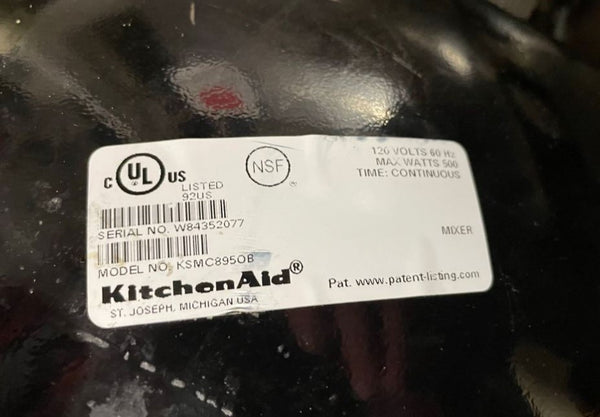 C UL US
LISTED
92US
NSF
120 VOLTS 60 Hz
MAX WATTS 500
TIME: CONTINUOUS
SERIAL NO. W84352077
MIXER
MODEL NO. KSMC895OB
KitchenAid®
ST. JOSEPH, MICHIGAN USA
Pat. www.patent-listing.com